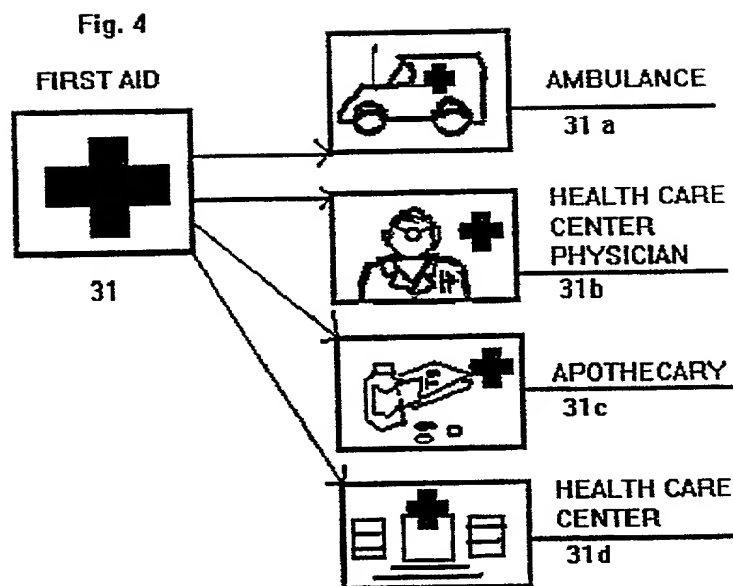 Fig. 4
FIRST AID
31
AMBULANCE
31 a
HEALTH CARE
CENTER
PHYSICIAN
31b
APOTHECARY
31c
HEALTH CARE
CENTER
31d